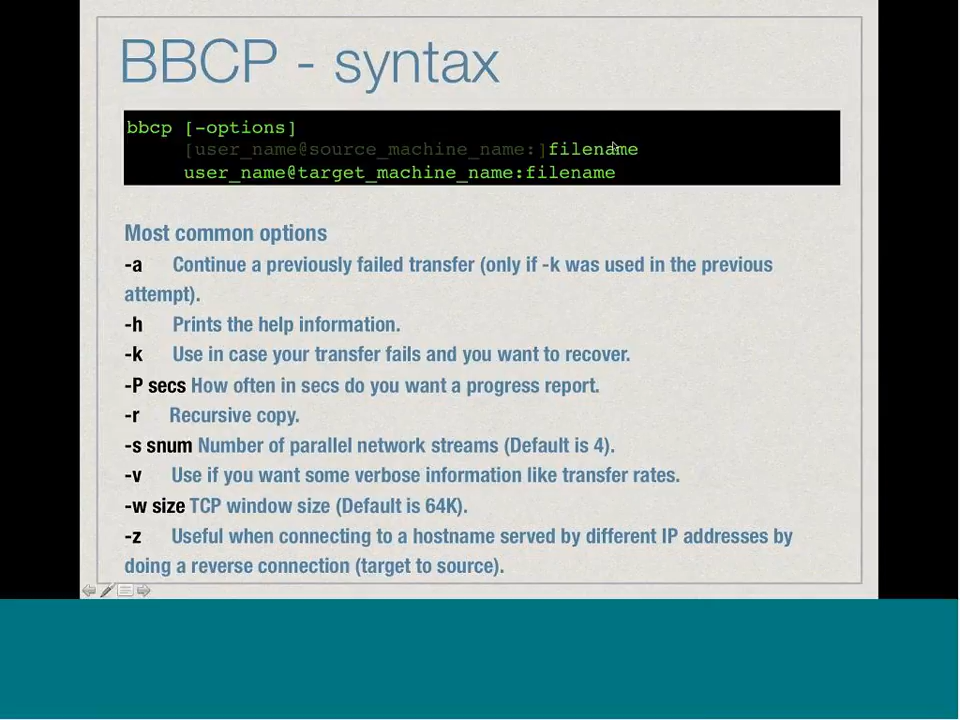 BBCP - syntax
bbcp [-options]
[user_name@source_machine_name:]filename
user_name@target_machine_name:filename
Most common options
-a Continue a previously failed transfer (only if -k was used in the previous
attempt).
-h Prints the help information.
-k Use in case your transfer fails and you want to recover.
-P secs How often in secs do you want a progress report.
-r Recursive copy.
-s snum Number of parallel network streams (Default is 4).
-v Use if you want some verbose information like transfer rates.
-w size TCP window size (Default is 64K).
-z Useful when connecting to a hostname served by different IP addresses by
doing a reverse connection (target to source).